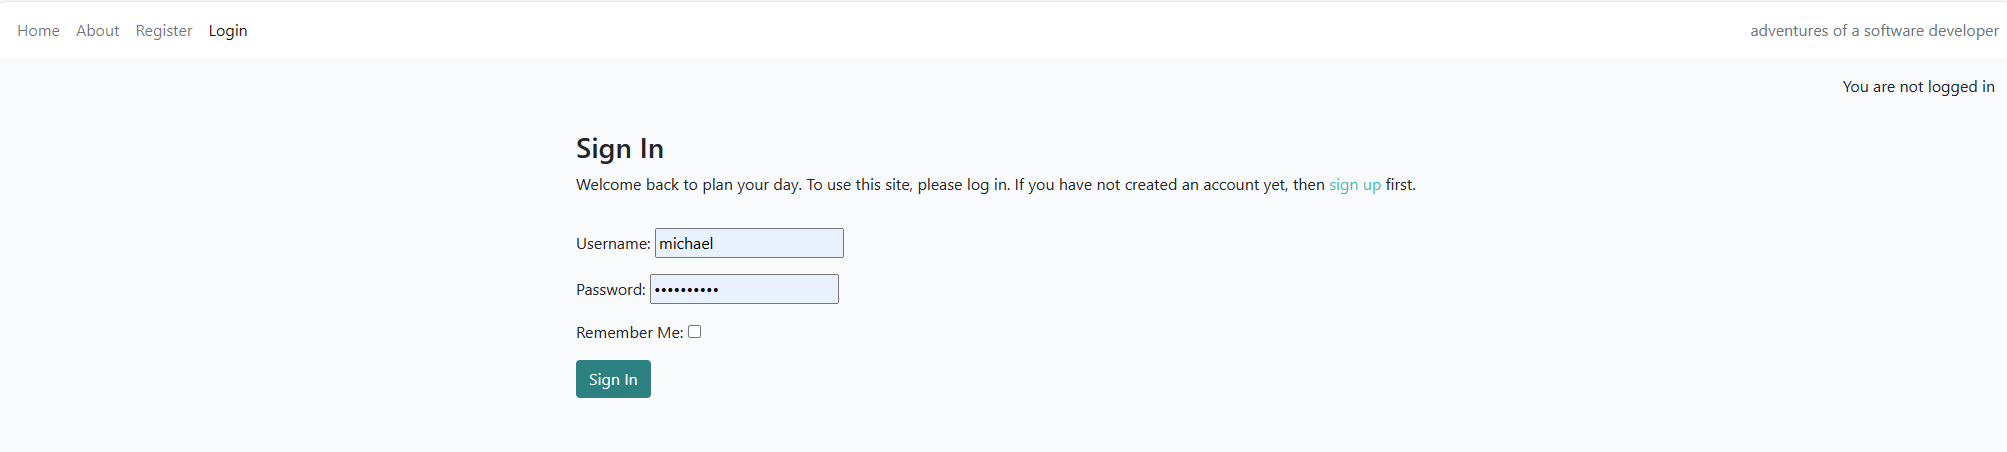 Home About Register Login adventures of a software developer
You are not logged in
Sign In
Welcome back to plan your day. To use this site, please log in. If you have not created an account yet, then sign up first.
Username: michael
Password: ••••••••••
Remember Me:
Sign In